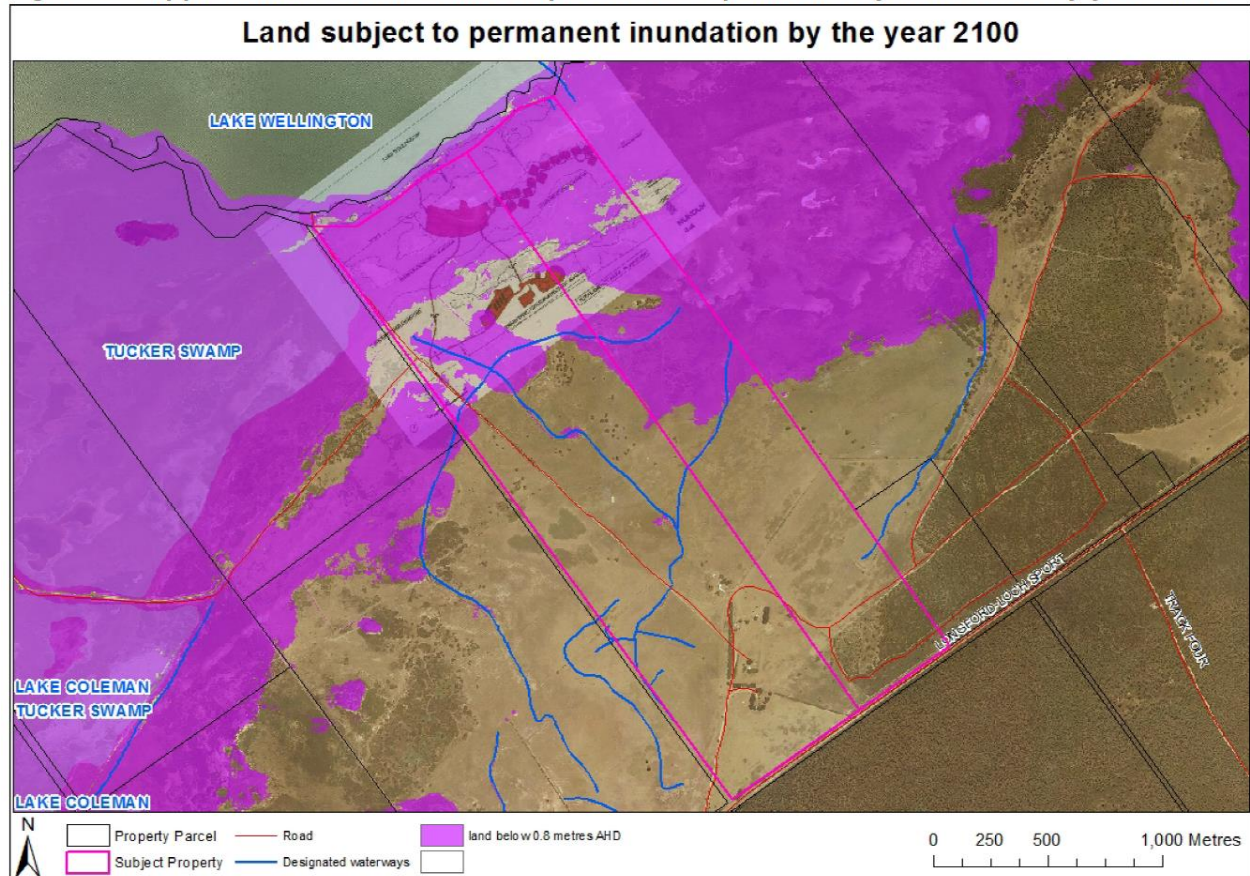 Land subject to permanent inundation by the year 2100
LAKE WELLINGTON
TUCKER SWAMP
LONGFORD-LOCH SPORT
TRACK FOUR
LAKE COLEMAN
TUCKER SWAMP
LAKE COLEMAN
N
Property Parcel
Road
land below 0.8 metres AHD
Subject Property
Designated waterways
0 250 500 1,000 Metres